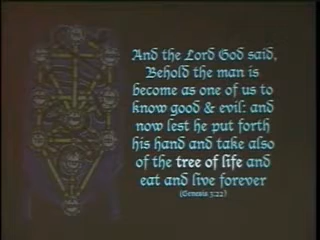 And the Lord God said,
Behold the man is
become as one of us to
know good & evil: and
now lest he put forth
his hand and take also
of the tree of life and
eat and live forever
(Genesis 3:22)